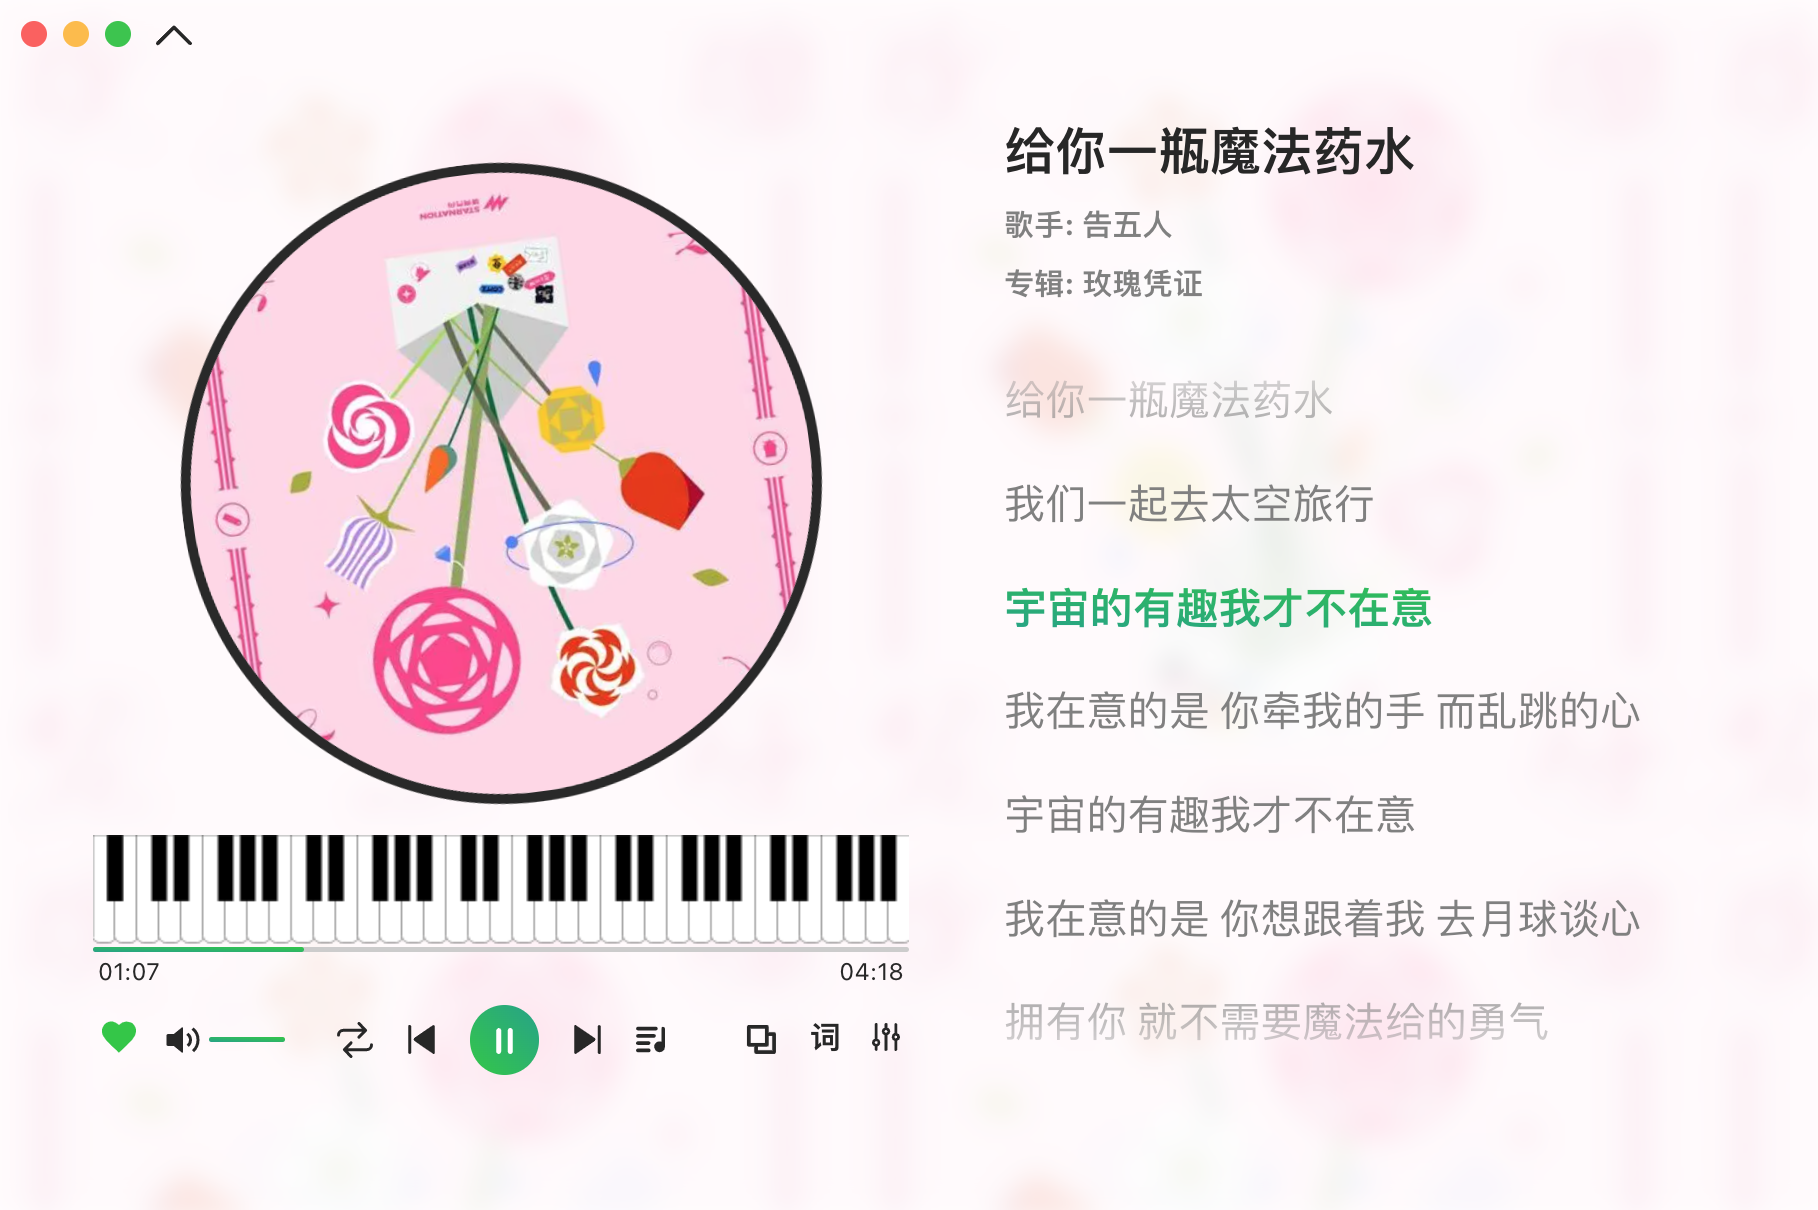 给你一瓶魔法药水
歌手: 告五人
专辑: 玫瑰凭证
给你一瓶魔法药水
我们一起去太空旅行
宇宙的有趣我才不在意
我在意的是 你牵我的手 而乱跳的心
宇宙的有趣我才不在意
我在意的是 你想跟着我 去月球谈心
拥有你 就不需要魔法给的勇气
STARNATION
01:07
04:18
词